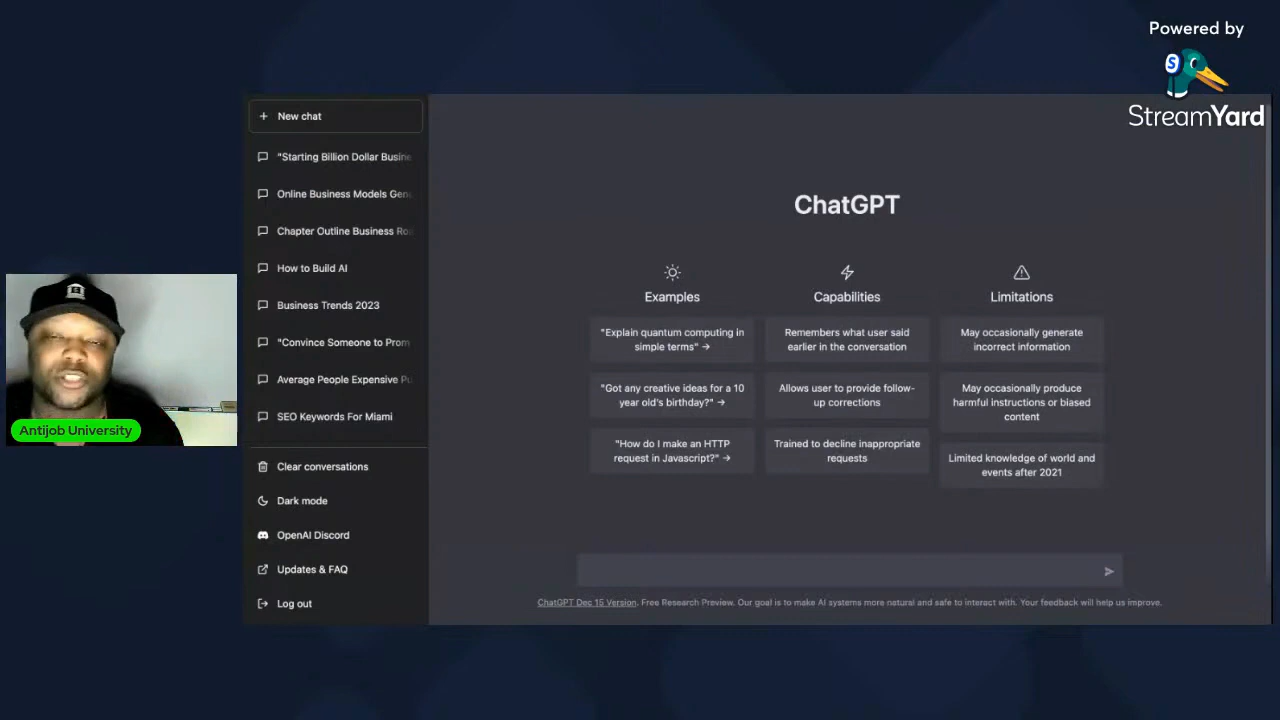 Powered by
StreamYard
New chat
"Starting Billion Dollar Busine
Online Business Models Gen
Chapter Outline Business Ro
How to Build AI
Business Trends 2023
"Convince Someone to Prom
Average People Expensive Pu
SEO Keywords For Miami
Clear conversations
Dark mode
OpenAI Discord
Updates & FAQ
Log out
ChatGPT
Examples
"Explain quantum computing in
simple terms" →
"Got any creative ideas for a 10
year old's birthday?" →
"How do I make an HTTP
request in Javascript?" →
Capabilities
Remembers what user said
earlier in the conversation
Allows user to provide follow-
up corrections
Trained to decline inappropriate
requests
Limitations
May occasionally generate
incorrect information
May occasionally produce
harmful instructions or biased
content
Limited knowledge of world and
events after 2021
ChatGPT Dec 15 Version. Free Research Preview. Our goal is to make AI systems more natural and safe to interact with. Your feedback will help us improve.
Antijob University